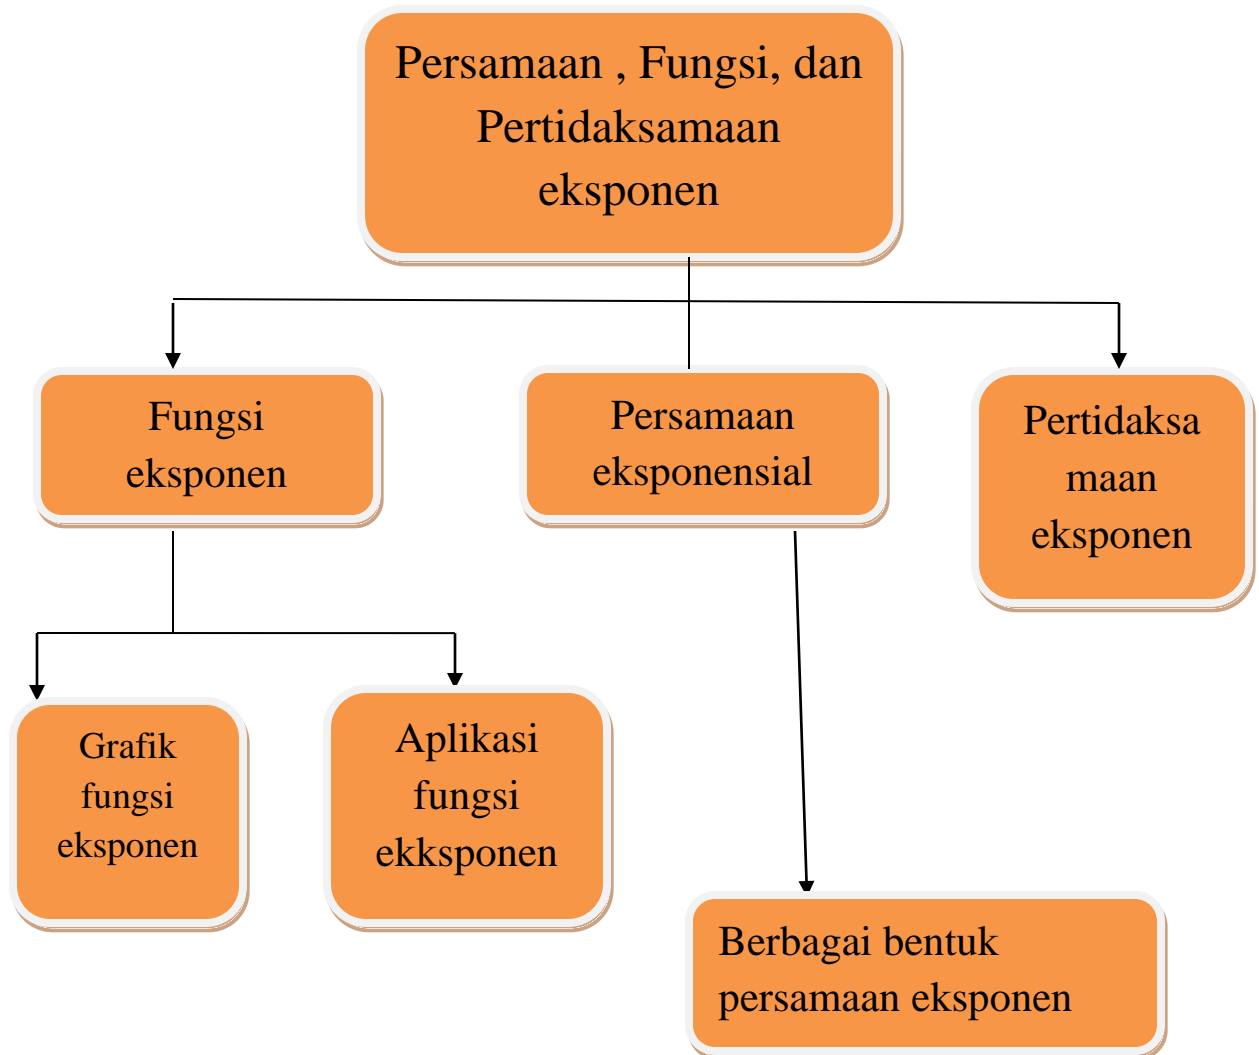 Persamaan , Fungsi, dan
Pertidaksamaan
eksponen
Fungsi
eksponen
Persamaan
eksponensial
Pertidaksa
maan
eksponen
Grafik
fungsi
eksponen
Aplikasi
fungsi
ekksponen
Berbagai bentuk
persamaan eksponen